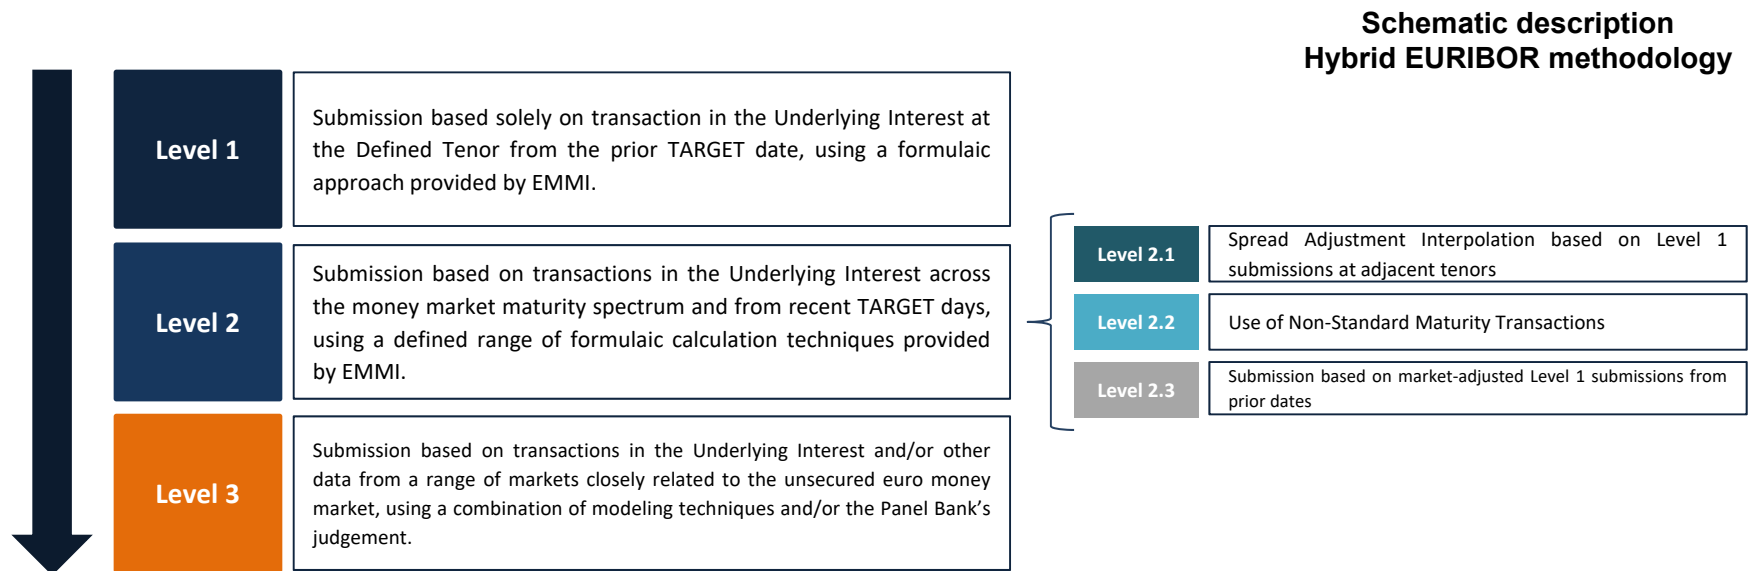 Schematic description
Hybrid EURIBOR methodology
Level 1
Submission based solely on transaction in the Underlying Interest at
the Defined Tenor from the prior TARGET date, using a formulaic
approach provided by EMMI.
Level 2
Submission based on transactions in the Underlying Interest across
the money market maturity spectrum and from recent TARGET days,
using a defined range of formulaic calculation techniques provided
by EMMI.
Level 2.1
Spread Adjustment Interpolation based on Level 1
submissions at adjacent tenors
Level 2.2
Use of Non-Standard Maturity Transactions
Level 2.3
Submission based on market-adjusted Level 1 submissions from
prior dates
Level 3
Submission based on transactions in the Underlying Interest and/or other
data from a range of markets closely related to the unsecured euro money
market, using a combination of modeling techniques and/or the Panel Bank’s
judgement.